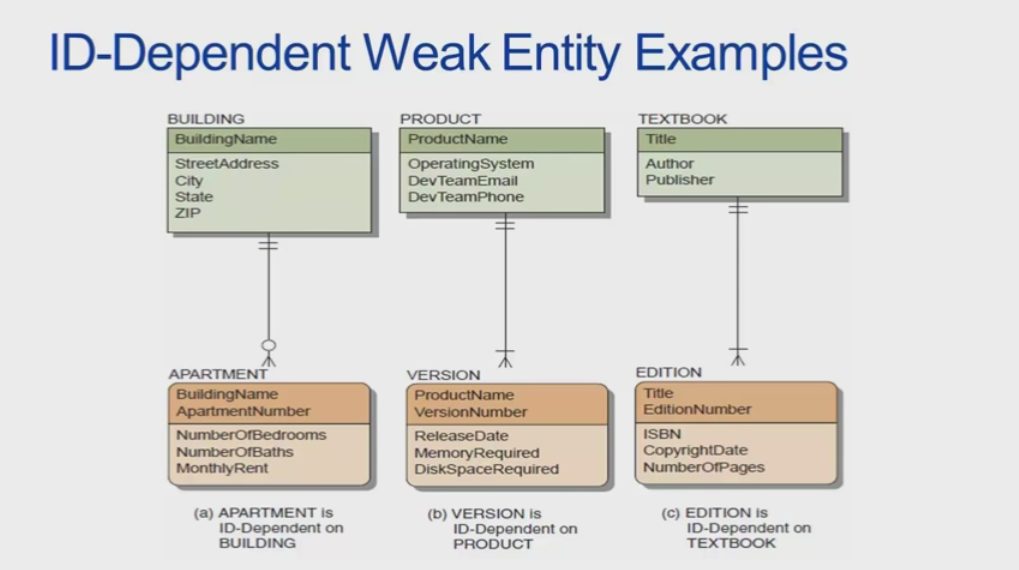 ID-Dependent Weak Entity Examples
BUILDING
BuildingName
StreetAddress
City
State
ZIP
APARTMENT
BuildingName
ApartmentNumber
NumberOfBedrooms
NumberOfBaths
MonthlyRent
(a) APARTMENT is
ID-Dependent on
BUILDING
PRODUCT
ProductName
OperatingSystem
DevTeamEmail
DevTeamPhone
VERSION
ProductName
VersionNumber
ReleaseDate
MemoryRequired
DiskSpaceRequired
(b) VERSION is
ID-Dependent on
PRODUCT
TEXTBOOK
Title
Author
Publisher
EDITION
Title
EditionNumber
ISBN
CopyrightDate
NumberOfPages
(c) EDITION is
ID-Dependent on
TEXTBOOK